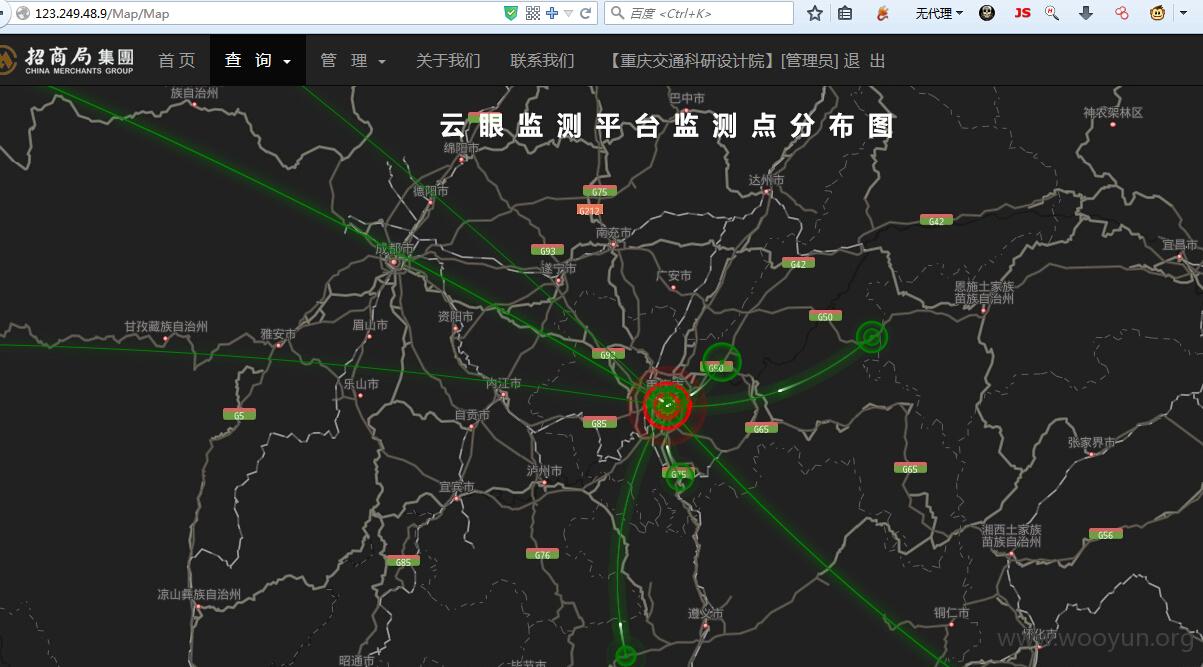 123.249.48.9/Map/Map
百度 <Ctrl+K>
无代理
JS
招商局集團
CHINA MERCHANTS GROUP
首 页
查 询
管 理
关于我们
联系我们
【重庆交通科研设计院】[管理员] 退 出
云眼监测平台监测点分布图
族自治州
巴中市
神农架林区
绵阳市
达州市
德阳市
G75
G212
G42
南充市
宜昌市
成都市
G93
G42
遂宁市
广安市
恩施土家族
苗族自治州
资阳市
G50
甘孜藏族自治州
眉山市
雅安市
G93
G50
乐山市
内江市
自贡市
G5
G85
G65
张家界市
泸州市
G75
G65
宜宾市
湘西土家族
苗族自治州
G56
G76
G85
凉山彝族自治州
遵义市
铜仁市
怀化市
www.wooyun.org
昭通市
毕节市